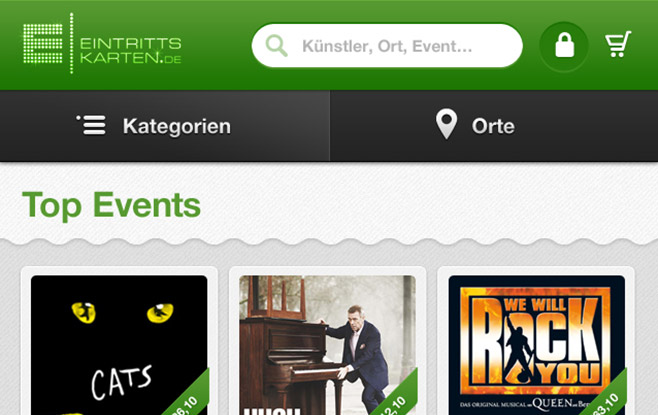 EINTRITTS
KARTEN.DE
Künstler, Ort, Event...
Kategorien
Orte
Top Events
CATS
WE WILL
ROCK
YOU
DAS ORIGINAL MUSICAL
QUEEN